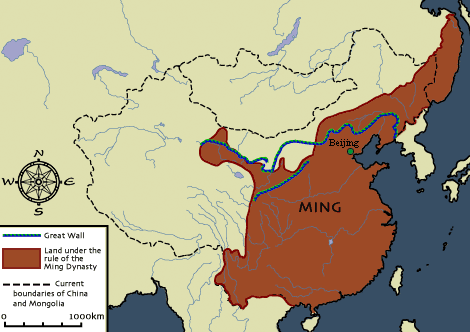 Beijing
MING
N
W E
S
Great Wall
Land under the
rule of the
Ming Dynasty
Current
boundaries of China
and Mongolia
0 1000km